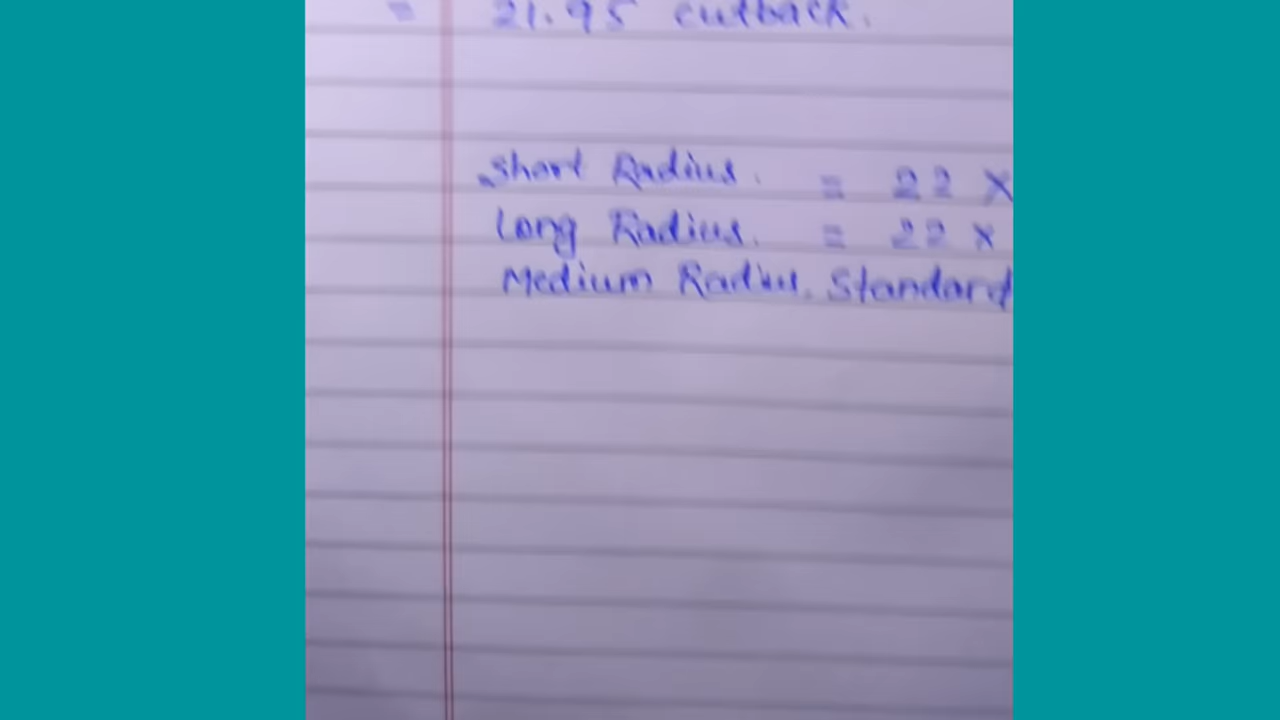 = 21.95 cutback.
Short Radius. = 22 X
Long Radius. = 22 x
Medium Radius. Standard